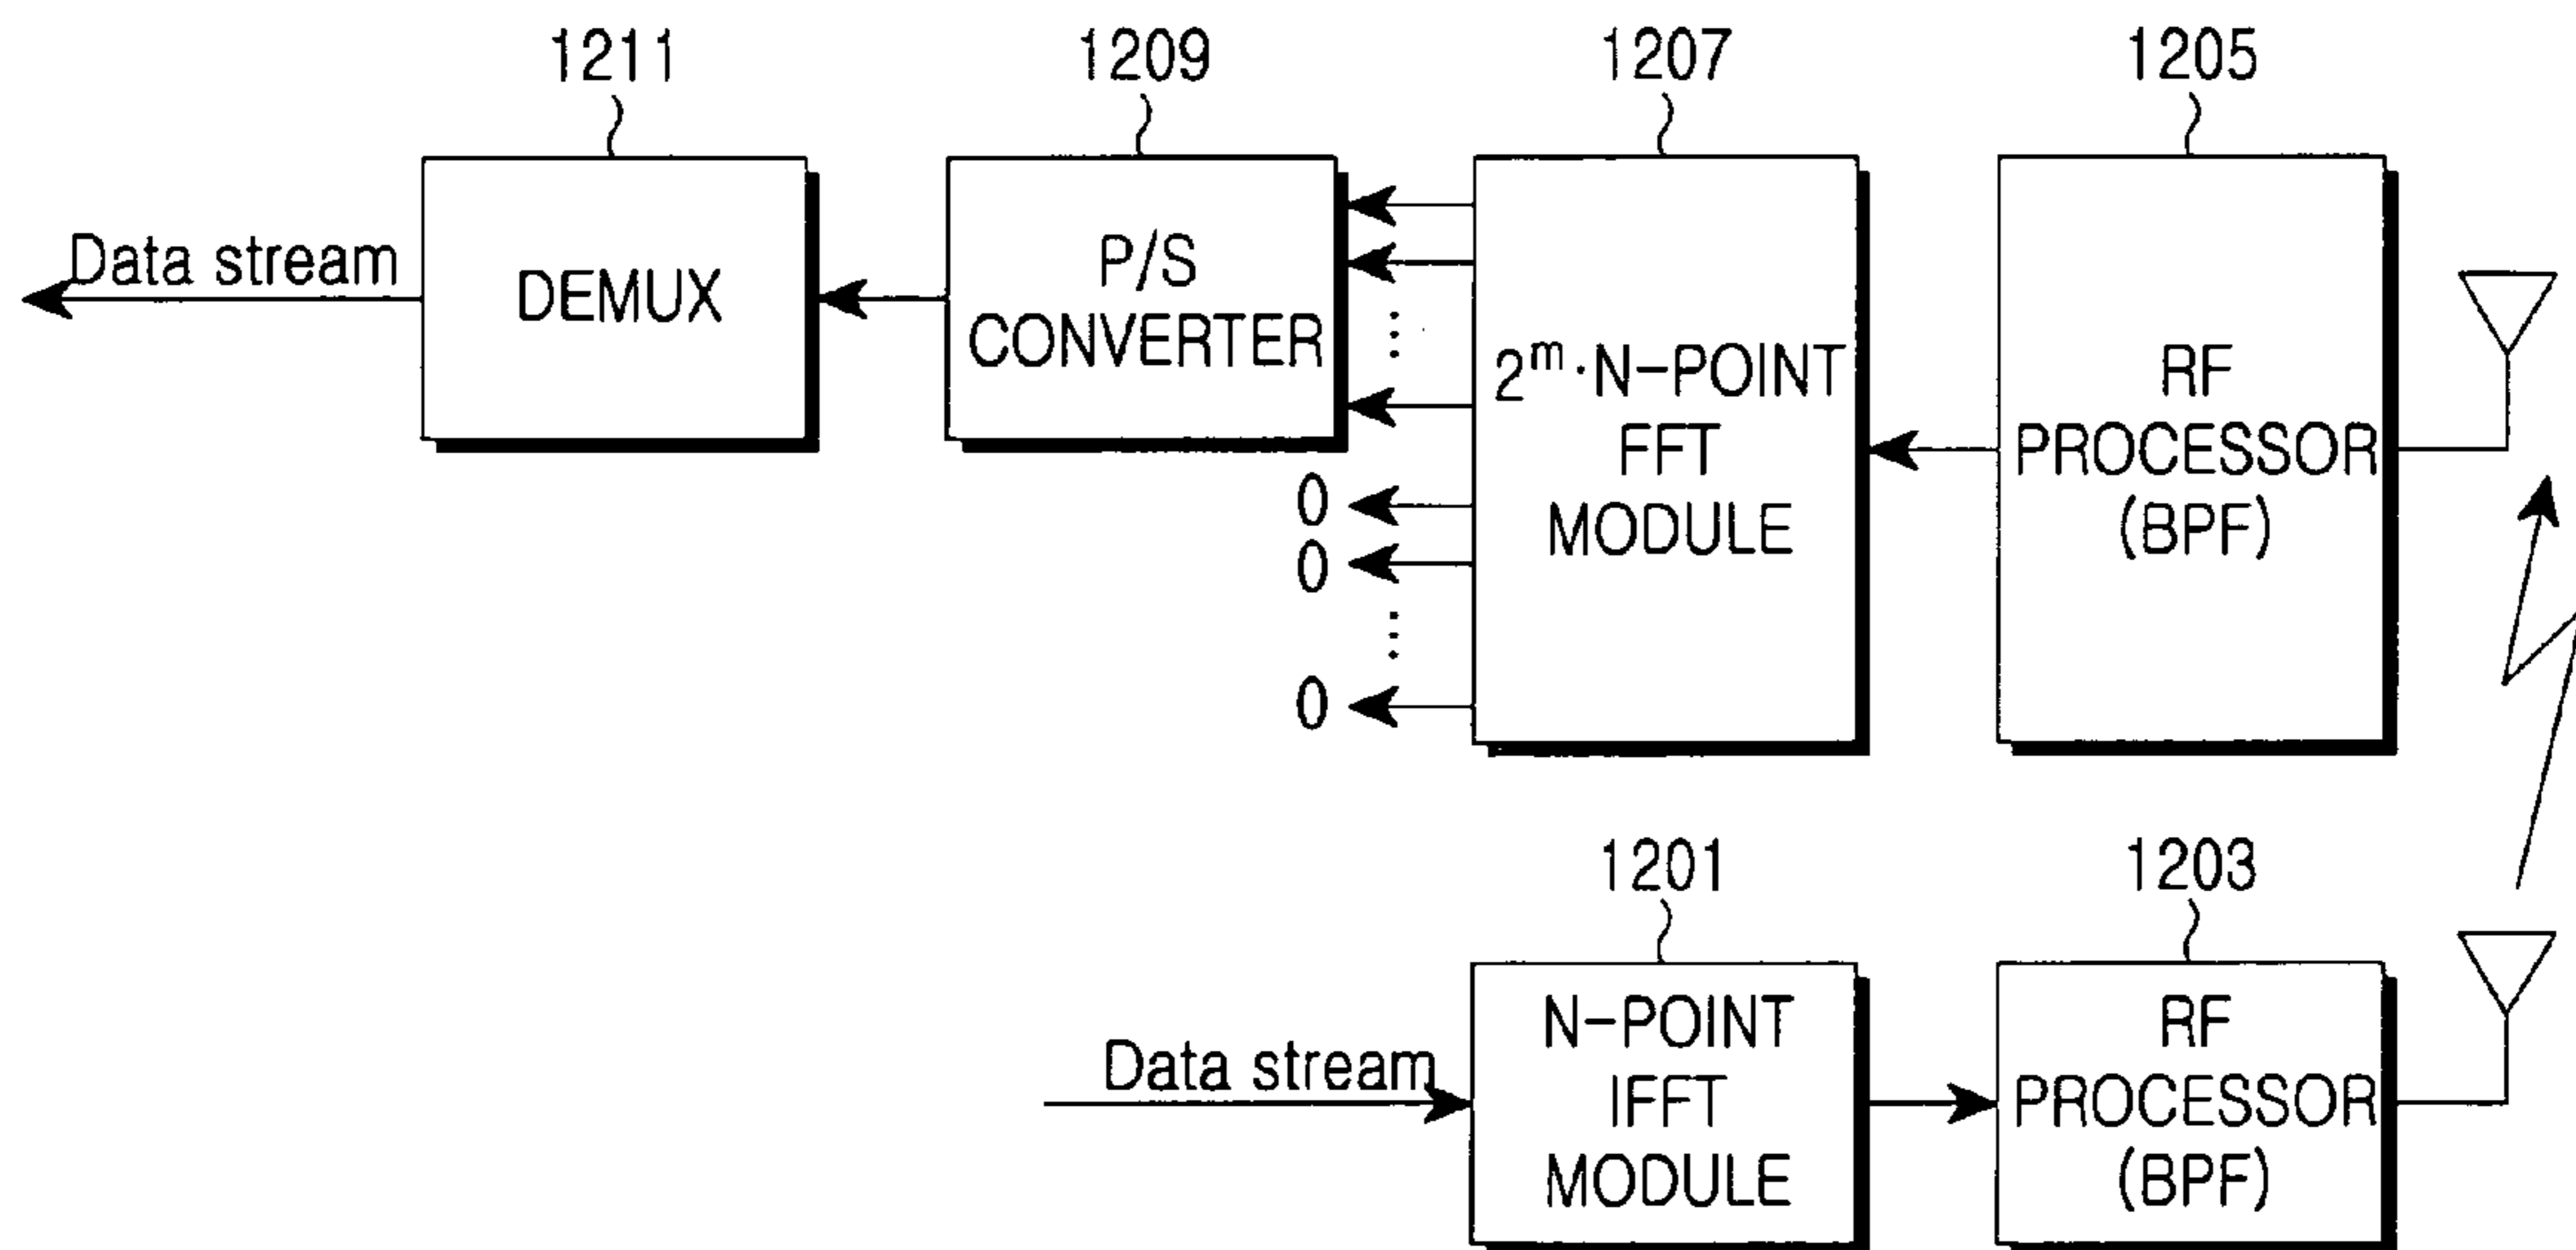 1211
1209
1207
1205
Data stream
DEMUX
P/S
CONVERTER
2^m·N-POINT
FFT
MODULE
RF
PROCESSOR
(BPF)
0
0
0
1201
1203
Data stream
N-POINT
IFFT
MODULE
RF
PROCESSOR
(BPF)